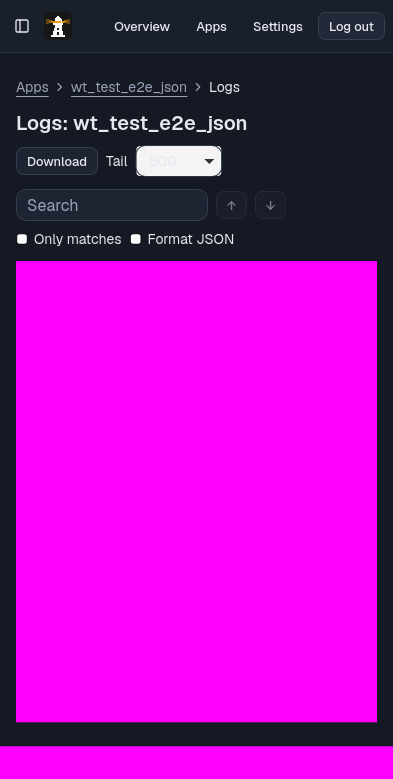 Overview Apps Settings Log out
Apps > wt_test_e2e_json > Logs
Logs: wt_test_e2e_json
Download Tail 500
Search ↑ ↓
Only matches Format JSON